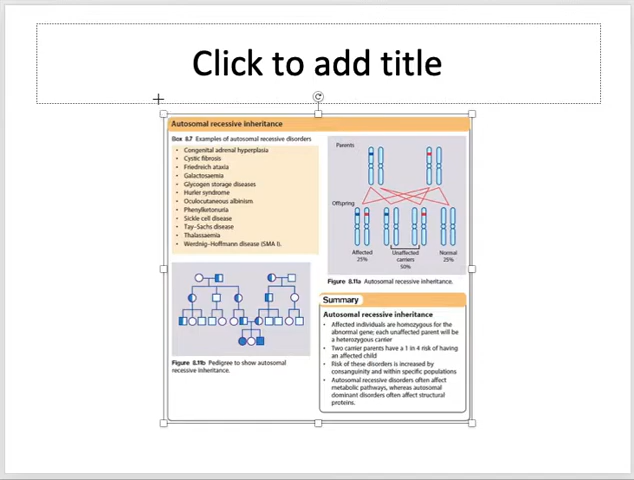 Click to add title
Autosomal recessive inheritance
Box 8.7 Examples of autosomal recessive disorders
• Congenital adrenal hyperplasia
• Cystic fibrosis
• Friedreich ataxia
• Galactosaemia
• Glycogen storage diseases
• Hurler syndrome
• Oculocutaneous albinism
• Phenylketonuria
• Sickle cell disease
• Tay–Sachs disease
• Thalassaemia
• Werdnig–Hoffmann disease (SMA I).
Figure 8.11b Pedigree to show autosomal
recessive inheritance.
Parents
Offspring
Affected
25%
Unaffected
carriers
50%
Normal
25%
Figure 8.11a Autosomal recessive inheritance.
Summary
Autosomal recessive inheritance
• Affected individuals are homozygous for the
abnormal gene; each unaffected parent will be
a heterozygous carrier
• Two carrier parents have a 1 in 4 risk of having
an affected child
• Risk of these disorders is increased by
consanguinity and within specific populations
• Autosomal recessive disorders often affect
metabolic pathways, whereas autosomal
dominant disorders often affect structural
proteins.